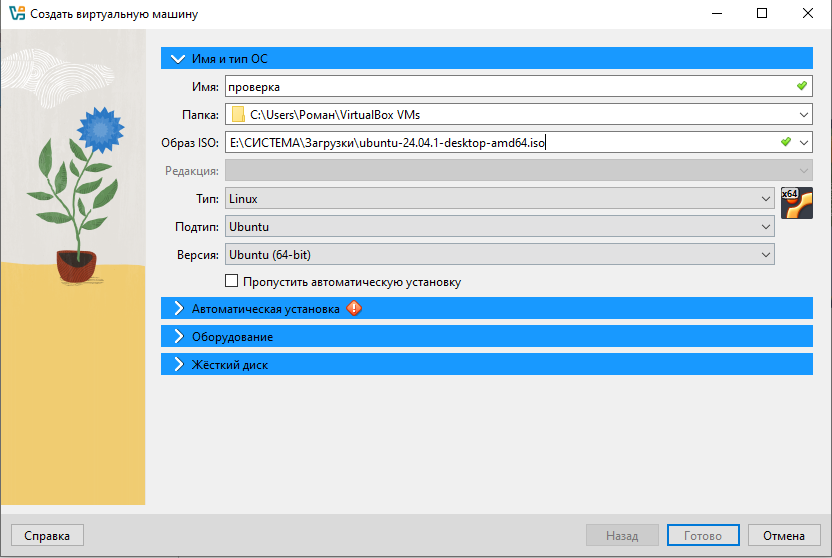 Создать виртуальную машину
Имя и тип ОС
Имя: проверка
Папка: C:\Users\Роман\VirtualBox VMs
Образ ISO: E:\СИСТЕМА\Загрузки\ubuntu-24.04.1-desktop-amd64.iso
Редакция:
Тип: Linux
x64
Подтип: Ubuntu
Версия: Ubuntu (64-bit)
Пропустить автоматическую установку
Автоматическая установка
Оборудование
Жёсткий диск
Справка Назад Готово Отмена